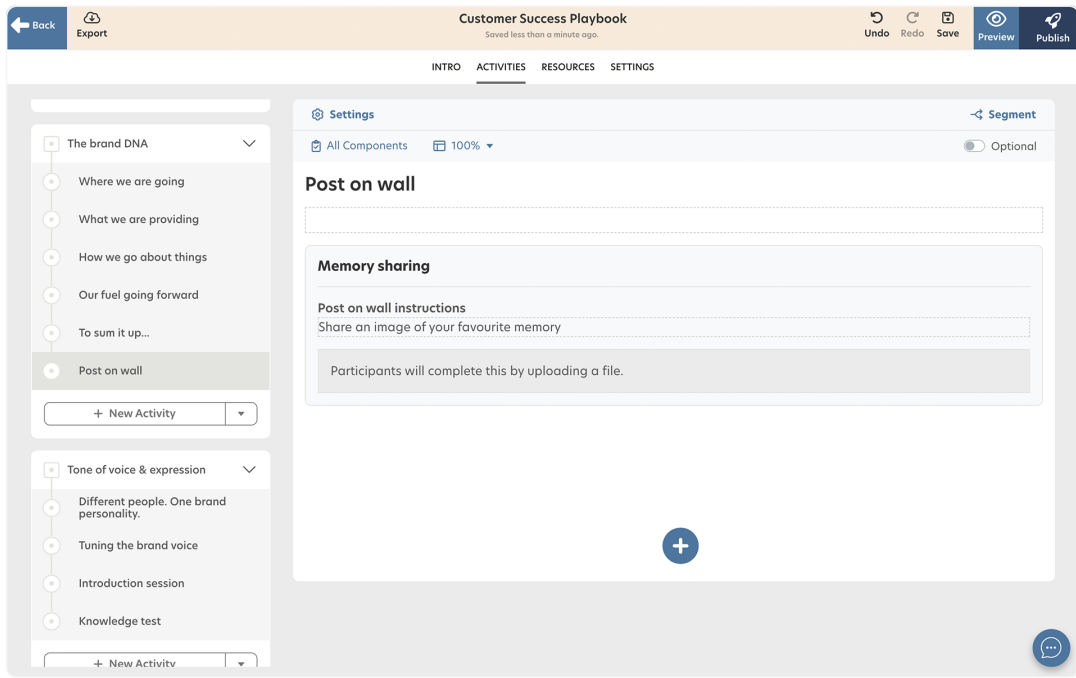 Back
Export
Customer Success Playbook
Saved less than a minute ago.
Undo
Redo
Save
Preview
Publish
INTRO
ACTIVITIES
RESOURCES
SETTINGS
The brand DNA
Where we are going
What we are providing
How we go about things
Our fuel going forward
To sum it up...
Post on wall
+ New Activity
Tone of voice & expression
Different people. One brand
personality.
Tuning the brand voice
Introduction session
Knowledge test
+ New Activity
Settings
Segment
All Components
100%
Optional
Post on wall
Memory sharing
Post on wall instructions
Share an image of your favourite memory
Participants will complete this by uploading a file.